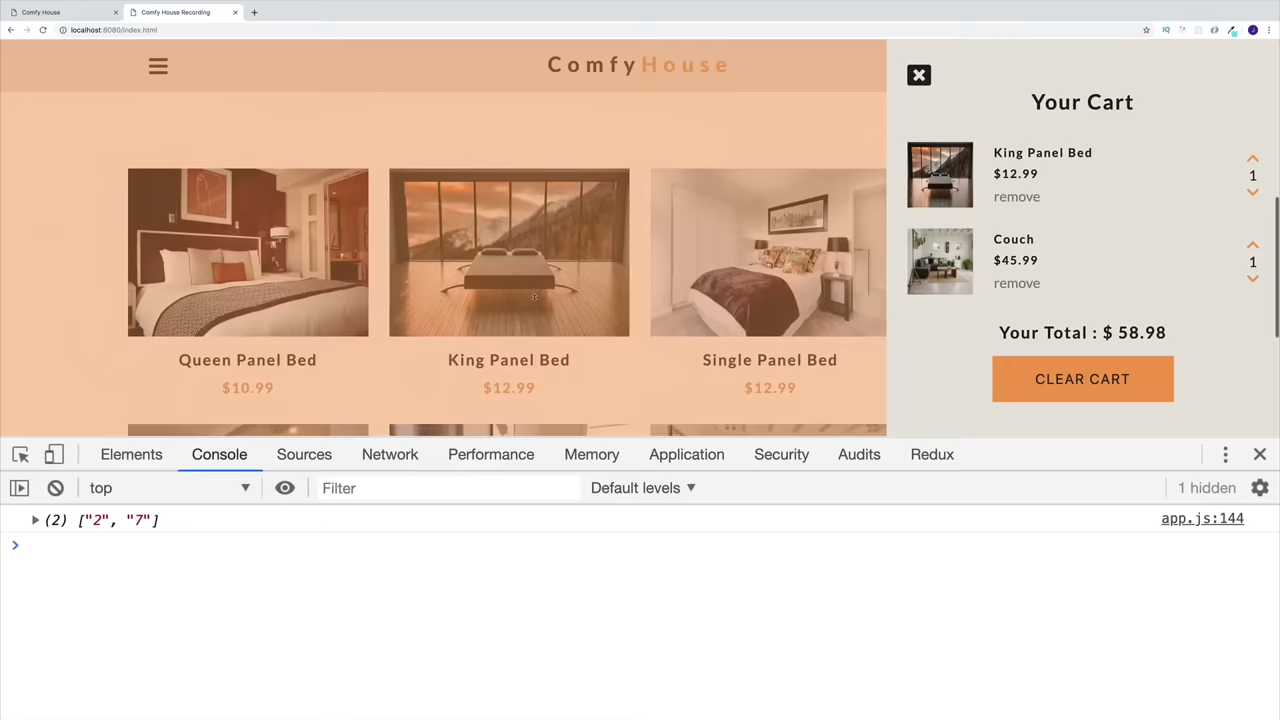 Comfy House
Comfy House Recording
localhost:8080/index.html
IQ
J
ComfyHouse
Your Cart
King Panel Bed
$12.99
remove
1
Couch
$45.99
remove
1
Your Total : $ 58.98
CLEAR CART
Queen Panel Bed
$10.99
King Panel Bed
$12.99
Single Panel Bed
$12.99
Elements Console Sources Network Performance Memory Application Security Audits Redux
top Filter Default levels 1 hidden
(2) ["2", "7"] app.js:144